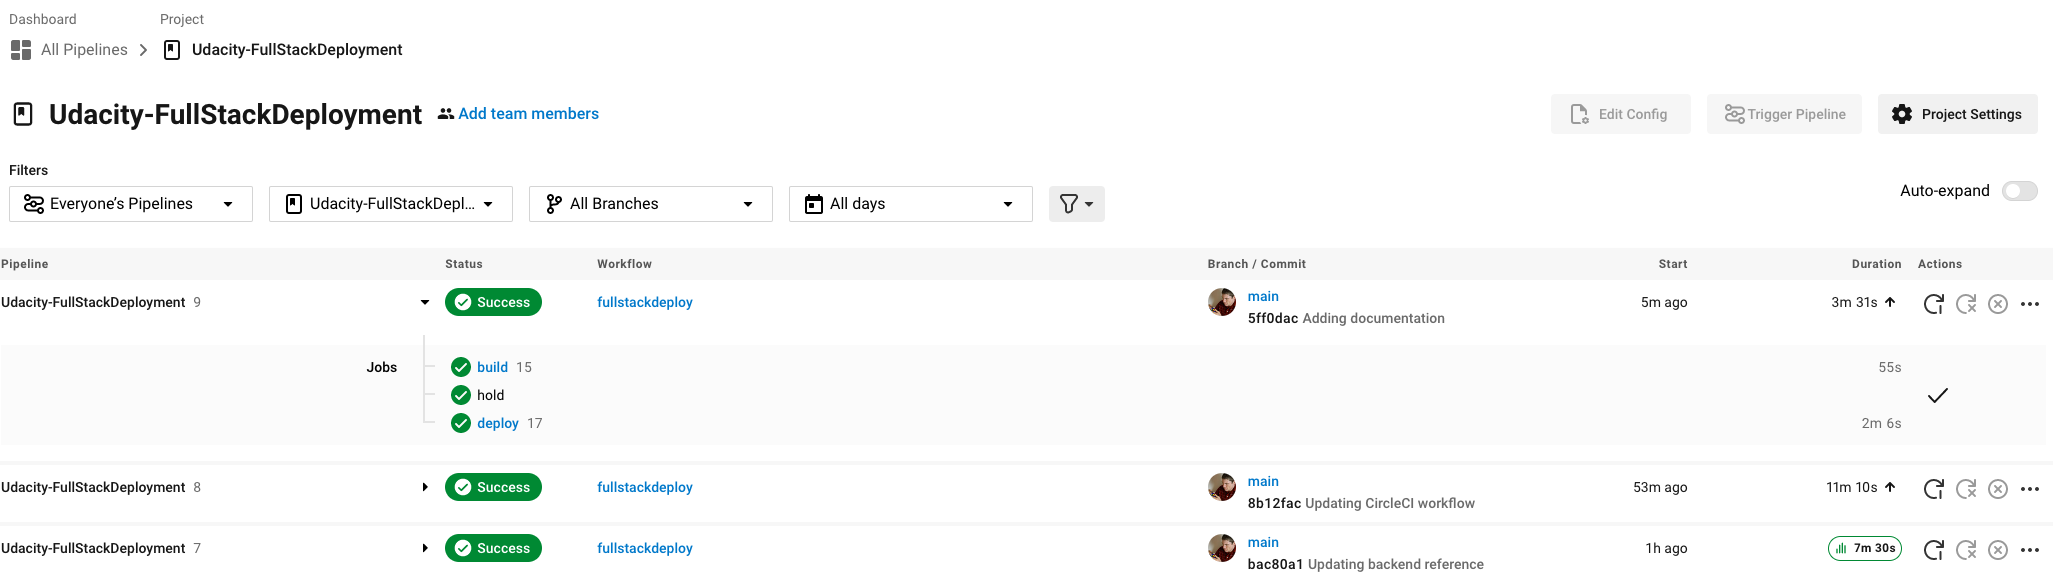 Dashboard Project
All Pipelines Udacity-FullStackDeployment
Udacity-FullStackDeployment Add team members Edit Config Trigger Pipeline Project Settings
Filters
Everyone’s Pipelines Udacity-FullStackDepl... All Branches All days Auto-expand
Pipeline Status Workflow Branch / Commit Start Duration Actions
Udacity-FullStackDeployment 9 Success fullstackdeploy main 5m ago 3m 31s
5ff0dac Adding documentation
Jobs build 15 55s
hold
deploy 17 2m 6s
Udacity-FullStackDeployment 8 Success fullstackdeploy main 53m ago 11m 10s
8b12fac Updating CircleCI workflow
Udacity-FullStackDeployment 7 Success fullstackdeploy main 1h ago 7m 30s
bac80a1 Updating backend reference